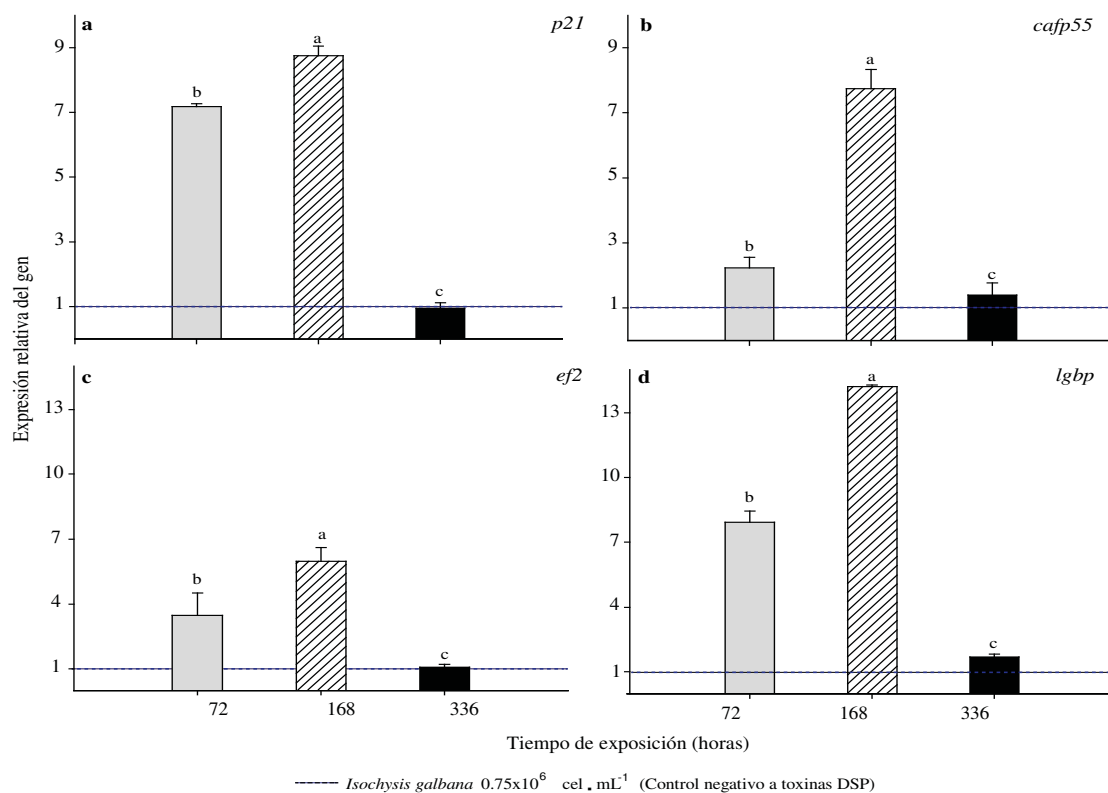 a
p21
9
7
5
3
1
b
a
c
b
cafp55
9
7
5
3
1
b
a
c
Expresión relativa del gen
c
ef2
13
10
7
4
1
b
a
c
72
168
336
d
lgbp
13
10
7
4
1
b
a
c
72
168
336
Tiempo de exposición (horas)
Isochysis galbana 0.75x10⁶ cel . mL⁻¹ (Control negativo a toxinas DSP)